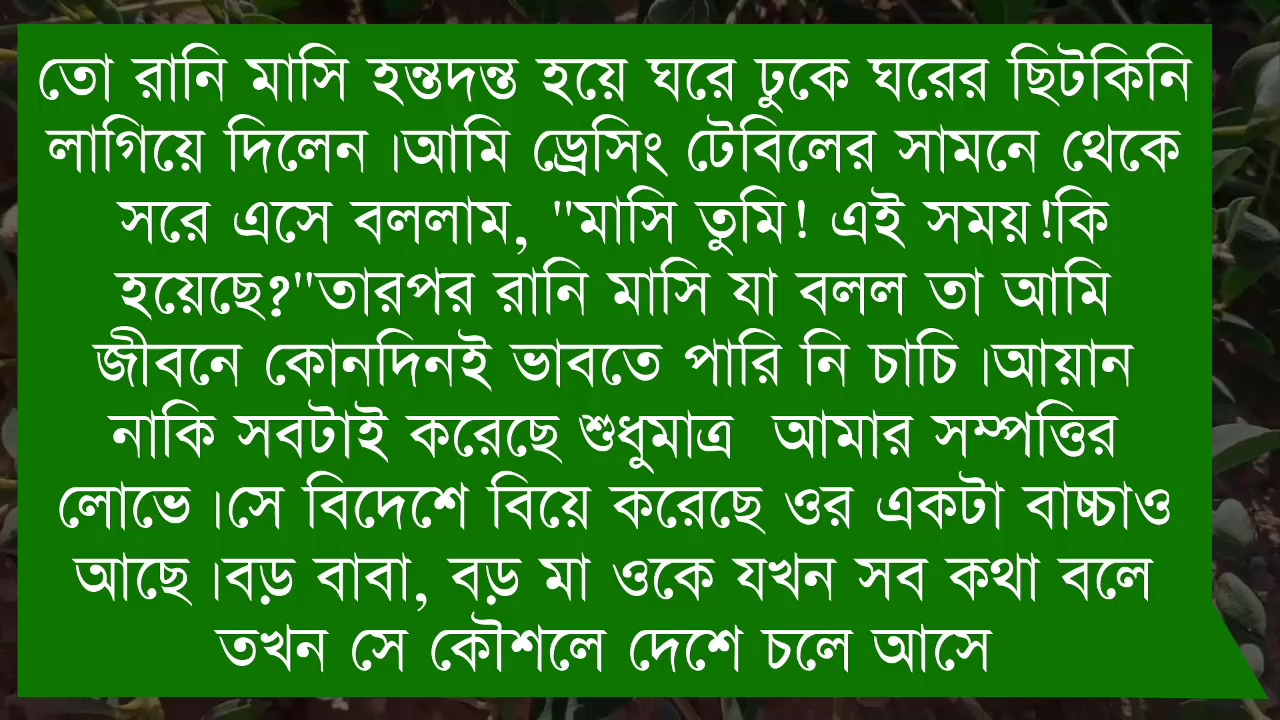 তো রানি মাসি হন্তদন্ত হয়ে ঘরে ঢুকে ঘরের ছিটকিনি
লাগিয়ে দিলেন।আমি ড্রেসিং টেবিলের সামনে থেকে
সরে এসে বললাম, "মাসি তুমি! এই সময়!কি
হয়েছে?"তারপর রানি মাসি যা বলল তা আমি
জীবনে কোনদিনই ভাবতে পারি নি চাচি।আয়ান
নাকি সবটাই করেছে শুধুমাত্র আমার সম্পত্তির
লোভে।সে বিদেশে বিয়ে করেছে ওর একটা বাচ্চাও
আছে।বড় বাবা, বড় মা ওকে যখন সব কথা বলে
তখন সে কৌশলে দেশে চলে আসে